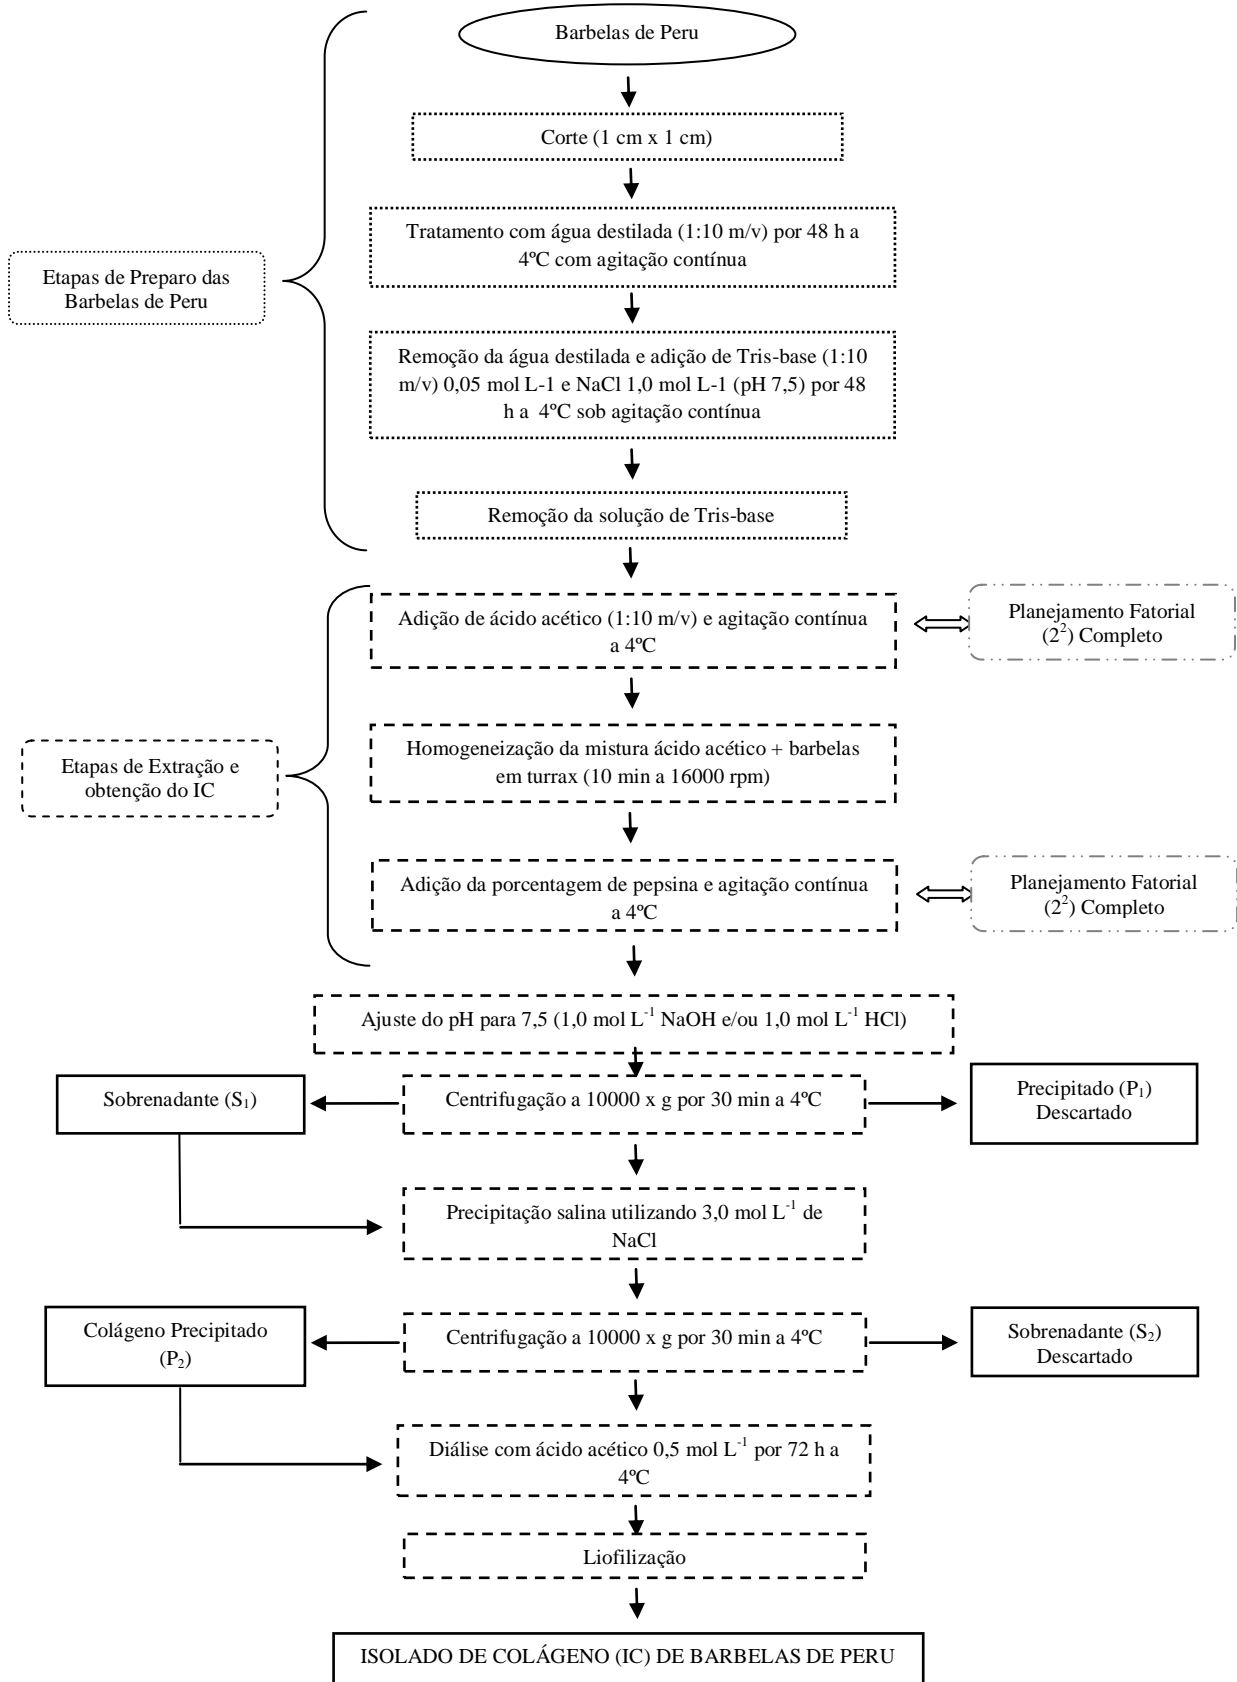 Barbelas de Peru
Corte (1 cm x 1 cm)
Tratamento com água destilada (1:10 m/v) por 48 h a
4ºC com agitação contínua
Etapas de Preparo das
Barbelas de Peru
Remoção da água destilada e adição de Tris-base (1:10
m/v) 0,05 mol L-1 e NaCl 1,0 mol L-1 (pH 7,5) por 48
h a  4ºC sob agitação contínua
Remoção da solução de Tris-base
Adição de ácido acético (1:10 m/v) e agitação contínua
a 4ºC
Planejamento Fatorial
(2²) Completo
Homogeneização da mistura ácido acético + barbelas
em turrax (10 min a 16000 rpm)
Etapas de Extração e
obtenção do IC
Adição da porcentagem de pepsina e agitação contínua
a 4ºC
Planejamento Fatorial
(2²) Completo
Ajuste do pH para 7,5 (1,0 mol L⁻¹ NaOH e/ou 1,0 mol L⁻¹ HCl)
Sobrenadante (S₁)
Centrifugação a 10000 x g por 30 min a 4ºC
Precipitado (P₁)
Descartado
Precipitação salina utilizando 3,0 mol L⁻¹ de
NaCl
Colágeno Precipitado
(P₂)
Centrifugação a 10000 x g por 30 min a 4ºC
Sobrenadante (S₂)
Descartado
Diálise com ácido acético 0,5 mol L⁻¹ por 72 h a
4ºC
Liofilização
ISOLADO DE COLÁGENO (IC) DE BARBELAS DE PERU